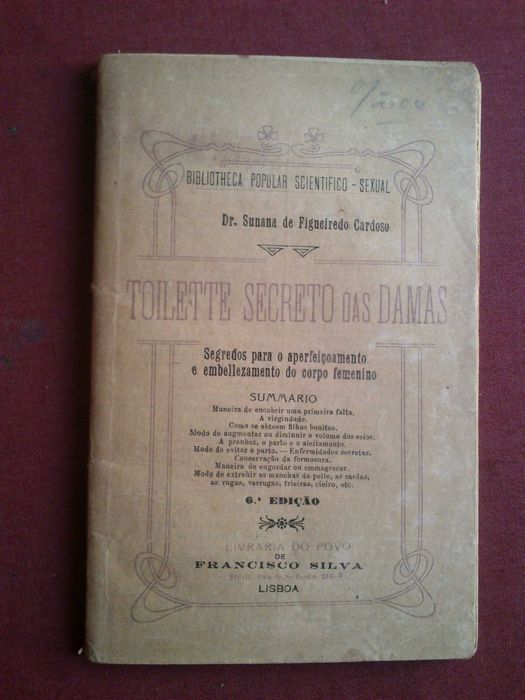 BIBLIOTHECA POPULAR SCIENTIFICO-SEXUAL
Dr. Sunana de Figueiredo Cardoso
TOILETTE SECRETO DAS DAMAS
Segredos para o aperfeiçoamento
e embellezamento do corpo femenino
SUMMARIO
Maneira de encobrir uma primeira falta.
A virgindade.
Como se obteem filhos bonitos.
Modo de augmentar ou diminuir o volume dos seios.
A prenhez, o parto e o aleitamento.
Modo de evitar o parto. — Enfermidades secretas.
Conservação da formosura.
Maneira de engordar ou emmagrecer.
Modo de extrahir as manchas da pelle, as sardas,
as rugas, verrugas, frieiras, cieiro, etc.
6.ª EDIÇÃO
LIVRARIA DO POVO
DE
FRANCISCO SILVA
LISBOA